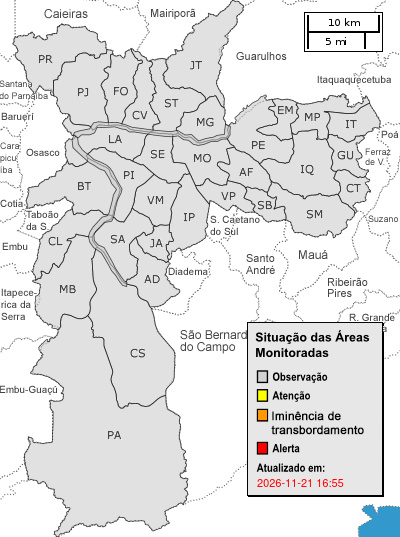 Caieiras
Mairiporã
10 km
5 mi
Guarulhos
PR
JT
Itaquaquecetuba
Santana
do Parnaíba
PJ
FO
ST
CV
EM
MP
Barueri
MG
IT
Poá
LA
PE
Cara
picu
iba
Osasco
SE
MO
GU
Ferraz
de V.
PI
AF
IQ
BT
CT
VM
VP
SB
Cotia
Taboão
da S.
IP
S. Caetano
do Sul
SM
Suzano
Embu
CL
SA
JA
Santo
André
Mauá
Diadema
AD
MB
Itapece-
rica da
Serra
Ribeirão
Pires
R. Grande
São Bernard
do Campo
CS
Embu-Guaçú
PA
Situação das Áreas
Monitoradas
Observação
Atenção
Iminência de
transbordamento
Alerta
Atualizado em:
2026-11-21 16:55